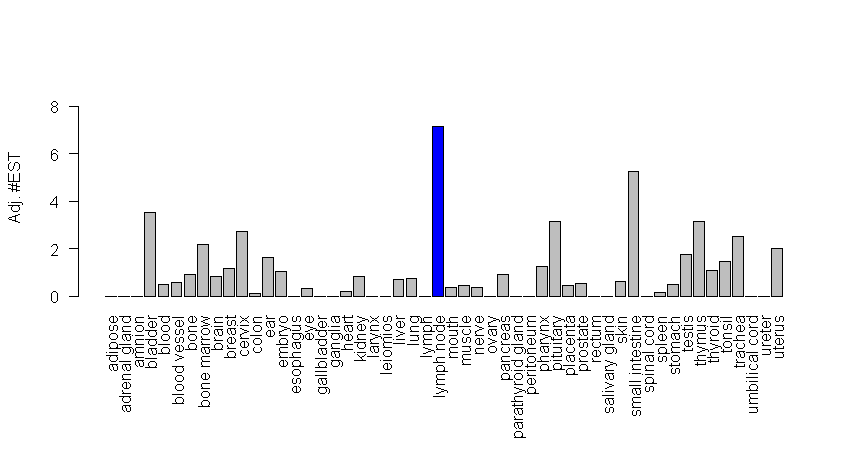 Adj. #EST
8
6
4
2
0
adipose
adrenal gland
amnion
bladder
blood
blood vessel
bone
bone marrow
brain
breast
cervix
colon
ear
embryo
esophagus
eye
gallbladder
ganglia
heart
kidney
larynx
leiomios
liver
lung
lymph
lymph node
mouth
muscle
nerve
ovary
pancreas
parathyroid gland
peritoneum
pharynx
pituitary
placenta
prostate
rectum
salivary gland
skin
small intestine
spinal cord
spleen
stomach
testis
thymus
thyroid
tonsil
trachea
umbilical cord
ureter
uterus